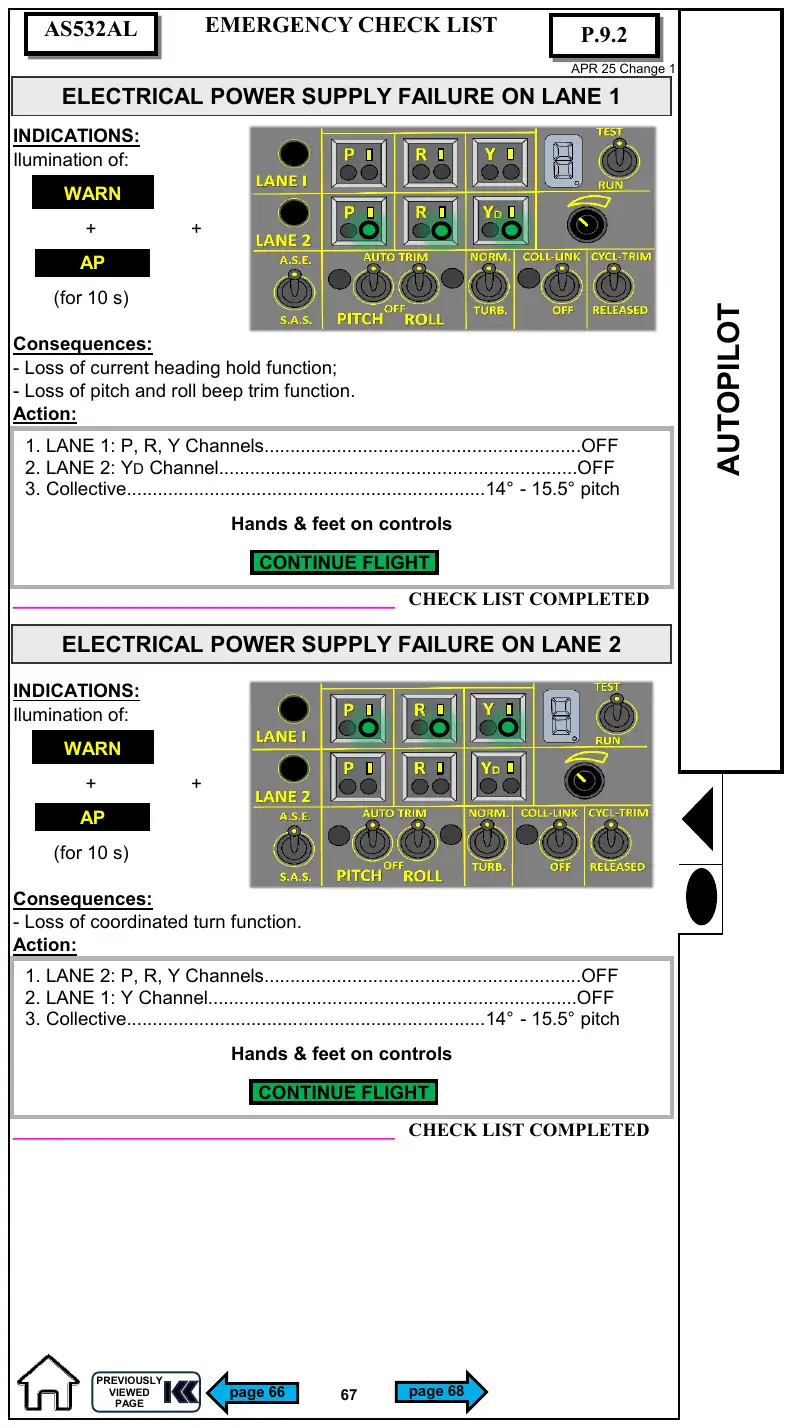 AS532AL
EMERGENCY CHECK LIST
P.9.2
APR 25 Change 1
AUTOPILOT
ELECTRICAL POWER SUPPLY FAILURE ON LANE 1
INDICATIONS:
Ilumination of:
WARN
+ +
AP
(for 10 s)
P R Y
TEST
LANE I
RUN
P R YD
LANE 2
A.S.E. AUTO TRIM NORM. COLL-LINK CYCL-TRIM
S.A.S. PITCH OFF ROLL TURB. OFF RELEASED
Consequences:
- Loss of current heading hold function;
- Loss of pitch and roll beep trim function.
Action:
1. LANE 1: P, R, Y Channels.............................................................OFF
2. LANE 2: YD Channel.....................................................................OFF
3. Collective.....................................................................14° - 15.5° pitch
Hands & feet on controls
CONTINUE FLIGHT
CHECK LIST COMPLETED
ELECTRICAL POWER SUPPLY FAILURE ON LANE 2
INDICATIONS:
Ilumination of:
WARN
+ +
AP
(for 10 s)
P R Y
TEST
LANE I
RUN
P R YD
LANE 2
A.S.E. AUTO TRIM NORM. COLL-LINK CYCL-TRIM
S.A.S. PITCH OFF ROLL TURB. OFF RELEASED
Consequences:
- Loss of coordinated turn function.
Action:
1. LANE 2: P, R, Y Channels.............................................................OFF
2. LANE 1: Y Channel.......................................................................OFF
3. Collective.....................................................................14° - 15.5° pitch
Hands & feet on controls
CONTINUE FLIGHT
CHECK LIST COMPLETED
PREVIOUSLY
VIEWED
PAGE
page 66
67
page 68